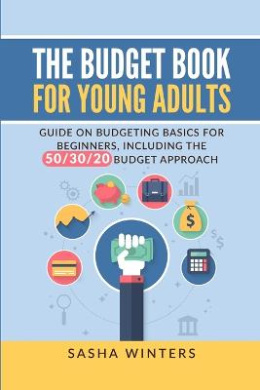 THE BUDGET BOOK
FOR YOUNG ADULTS
GUIDE ON BUDGETING BASICS FOR
BEGINNERS, INCLUDING THE
50/30/20 BUDGET APPROACH
$
SASHA WINTERS